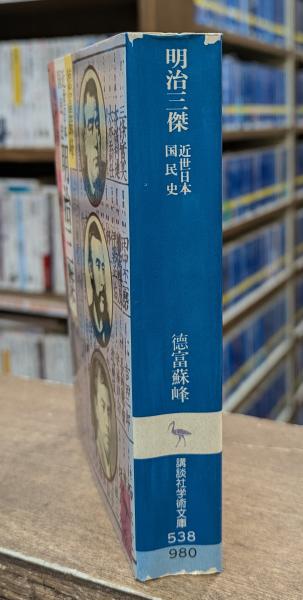 明治三傑
近世日本
国民史
徳富蘇峰
講談社学術文庫
538
980